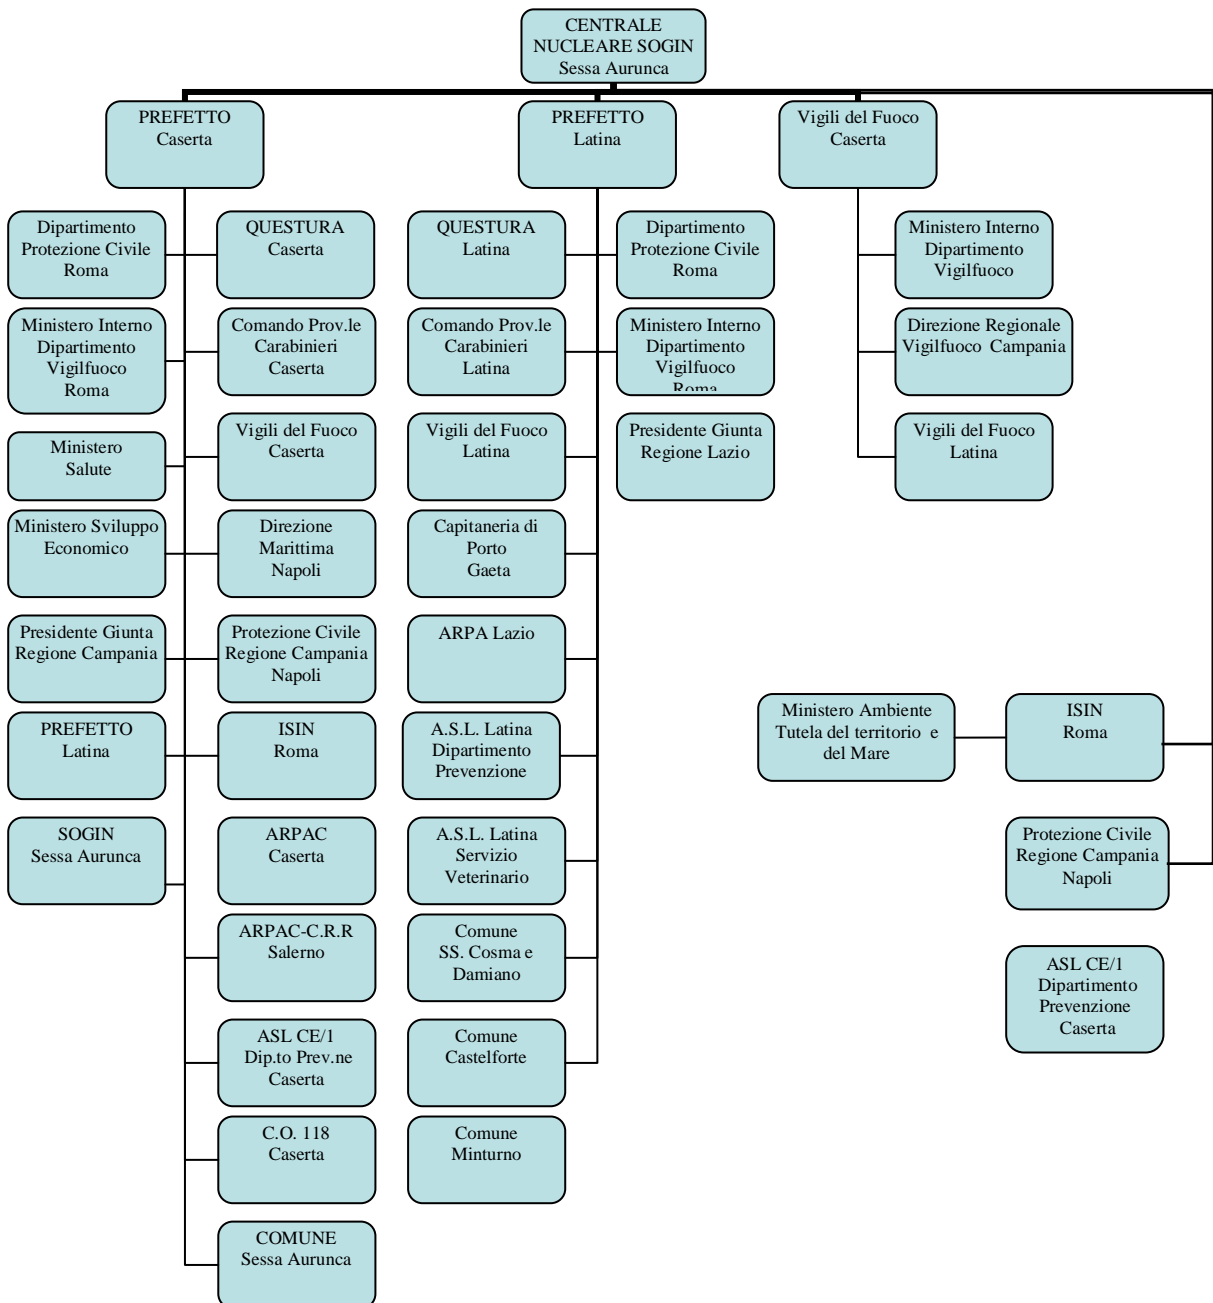 CENTRALE
NUCLEARE SOGIN
Sessa Aurunca
PREFETTO
Caserta
PREFETTO
Latina
Vigili del Fuoco
Caserta
Dipartimento
Protezione Civile
Roma
QUESTURA
Caserta
QUESTURA
Latina
Dipartimento
Protezione Civile
Roma
Ministero Interno
Dipartimento
Vigilfuoco
Ministero Interno
Dipartimento
Vigilfuoco
Roma
Comando Prov.le
Carabinieri
Caserta
Comando Prov.le
Carabinieri
Latina
Ministero Interno
Dipartimento
Vigilfuoco
Roma
Direzione Regionale
Vigilfuoco Campania
Ministero
Salute
Vigili del Fuoco
Caserta
Vigili del Fuoco
Latina
Presidente Giunta
Regione Lazio
Vigili del Fuoco
Latina
Ministero Sviluppo
Economico
Direzione
Marittima
Napoli
Capitaneria di
Porto
Gaeta
Presidente Giunta
Regione Campania
Protezione Civile
Regione Campania
Napoli
ARPA Lazio
PREFETTO
Latina
ISIN
Roma
A.S.L. Latina
Dipartimento
Prevenzione
Ministero Ambiente
Tutela del territorio e
del Mare
ISIN
Roma
SOGIN
Sessa Aurunca
ARPAC
Caserta
A.S.L. Latina
Servizio
Veterinario
Protezione Civile
Regione Campania
Napoli
ARPAC-C.R.R
Salerno
Comune
SS. Cosma e
Damiano
ASL CE/1
Dipartimento
Prevenzione
Caserta
ASL CE/1
Dip.to Prev.ne
Caserta
Comune
Castelforte
C.O. 118
Caserta
Comune
Minturno
COMUNE
Sessa Aurunca